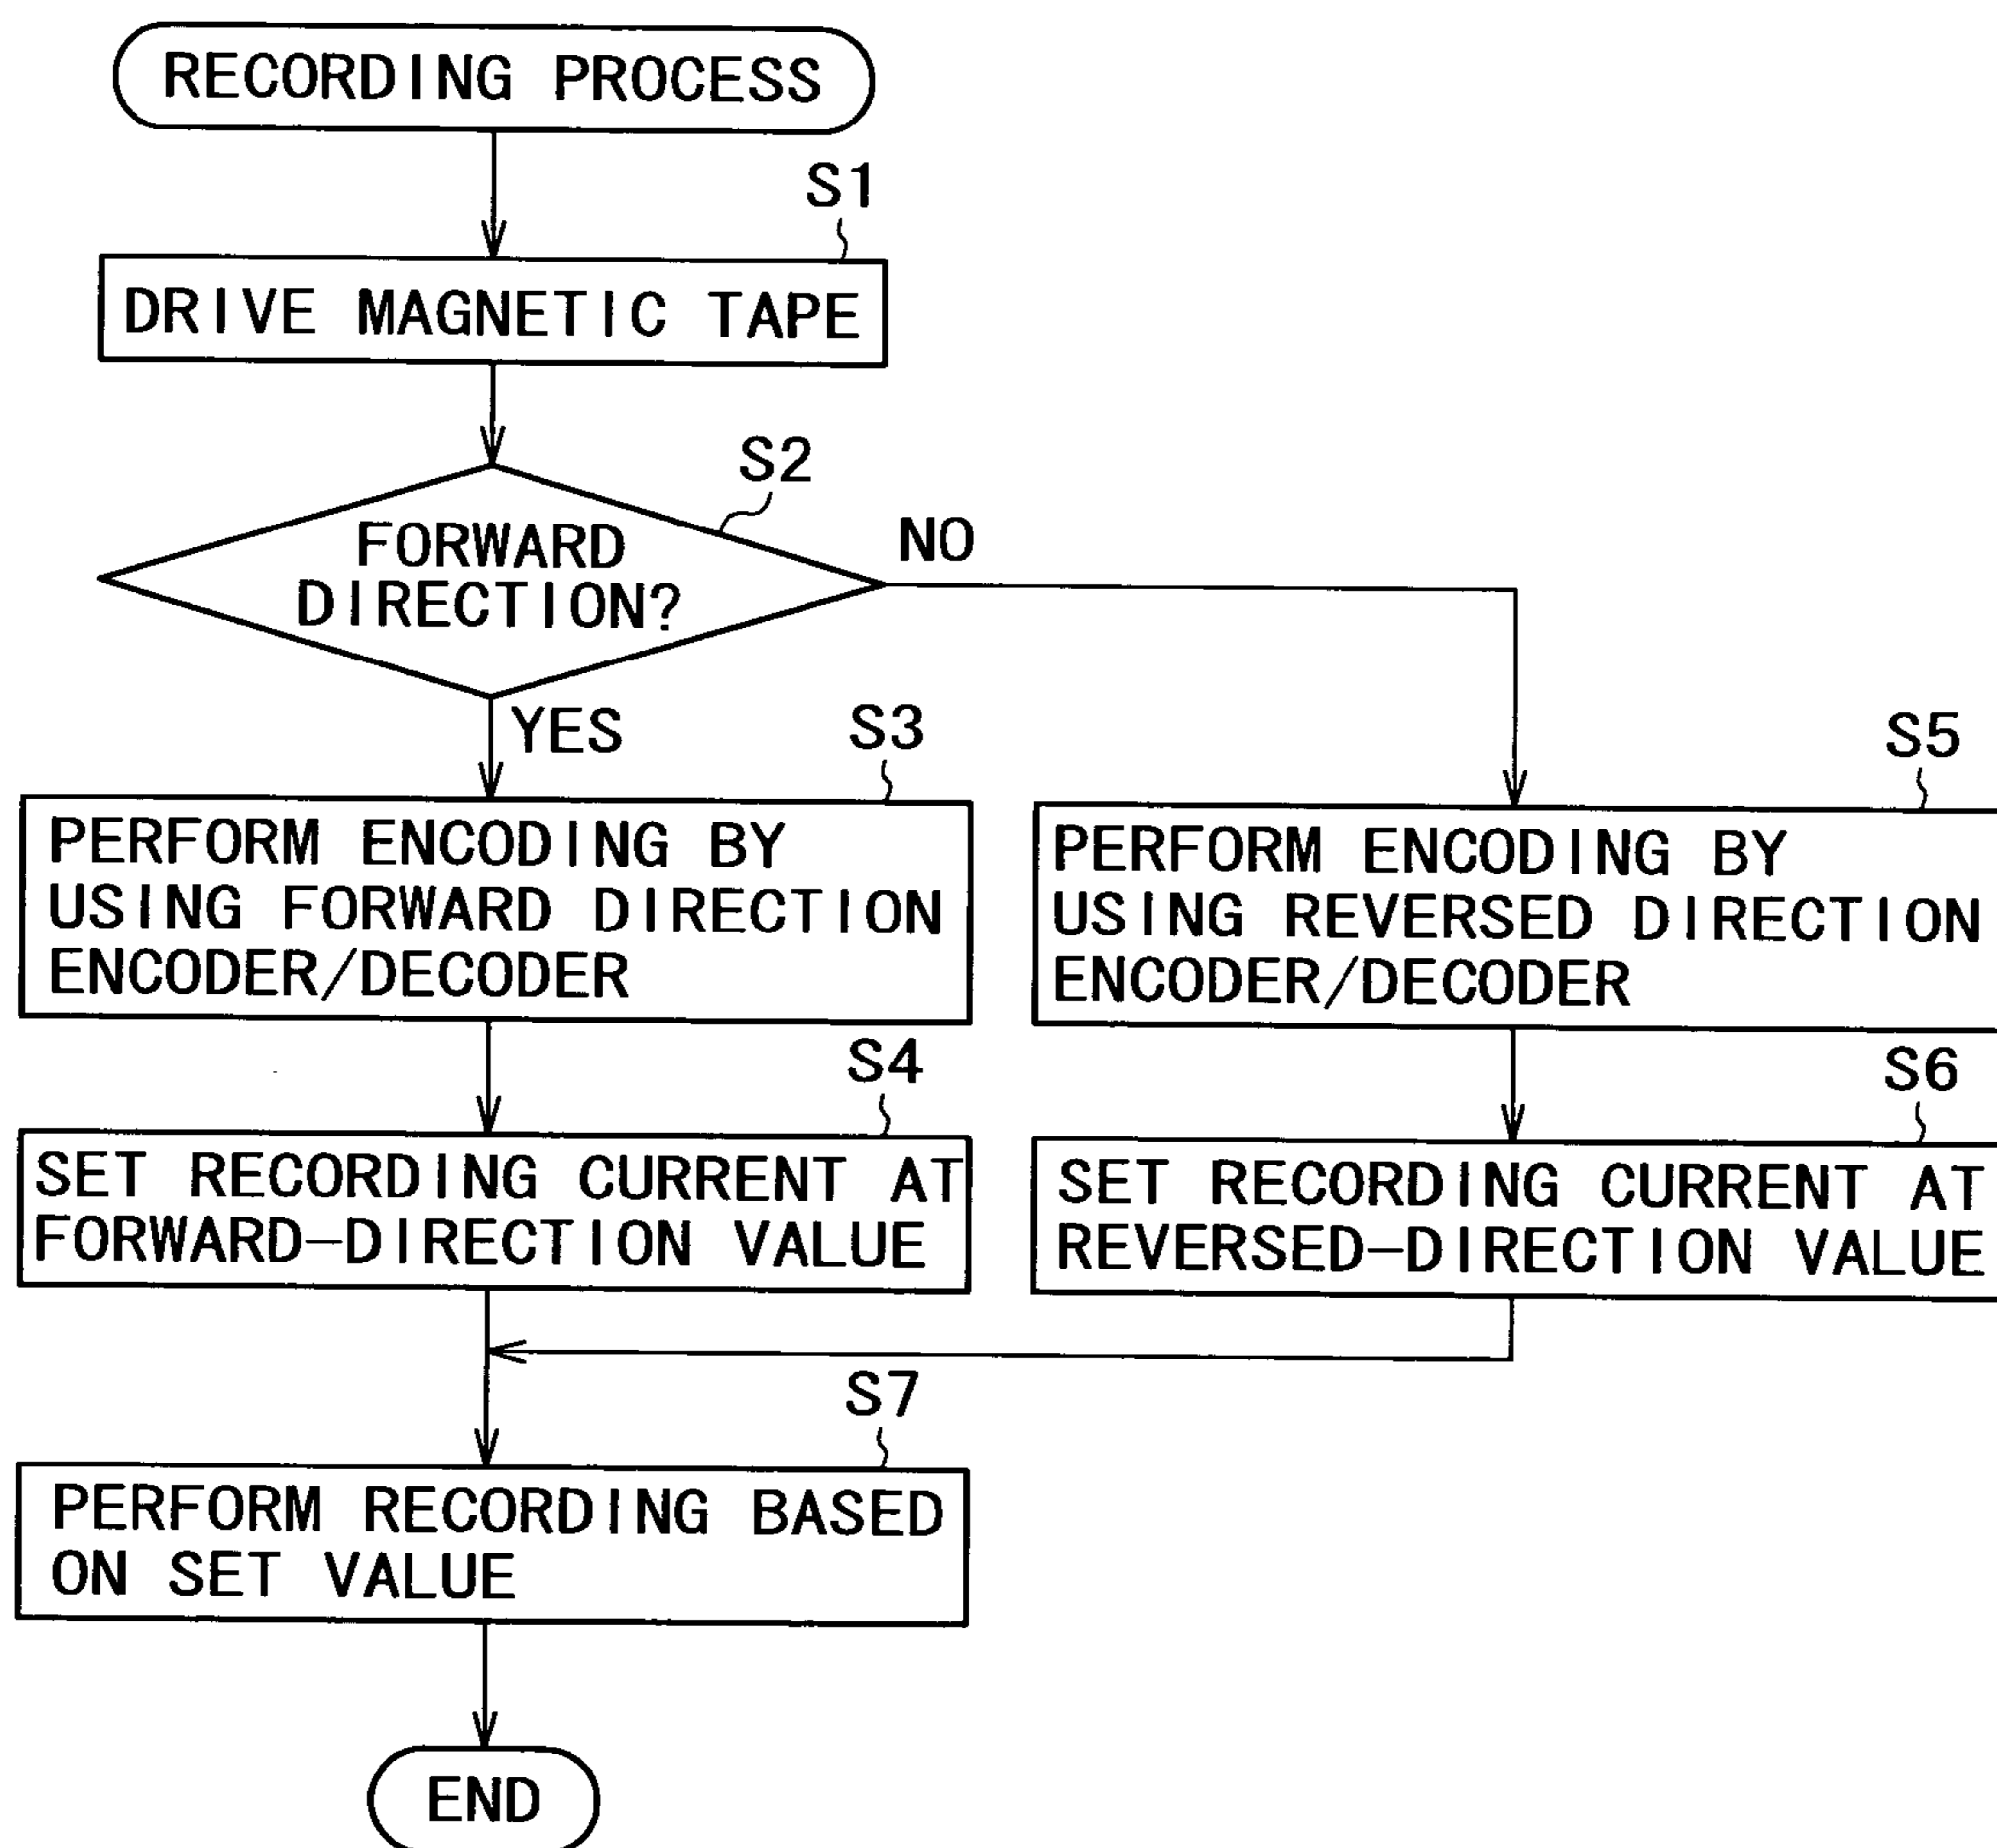 RECORDING PROCESS
S1
DRIVE MAGNETIC TAPE
S2
FORWARD
DIRECTION?
NO
YES
S3
PERFORM ENCODING BY
USING FORWARD DIRECTION
ENCODER/DECODER
S5
PERFORM ENCODING BY
USING REVERSED DIRECTION
ENCODER/DECODER
S4
SET RECORDING CURRENT AT
FORWARD-DIRECTION VALUE
S6
SET RECORDING CURRENT AT
REVERSED-DIRECTION VALUE
S7
PERFORM RECORDING BASED
ON SET VALUE
END